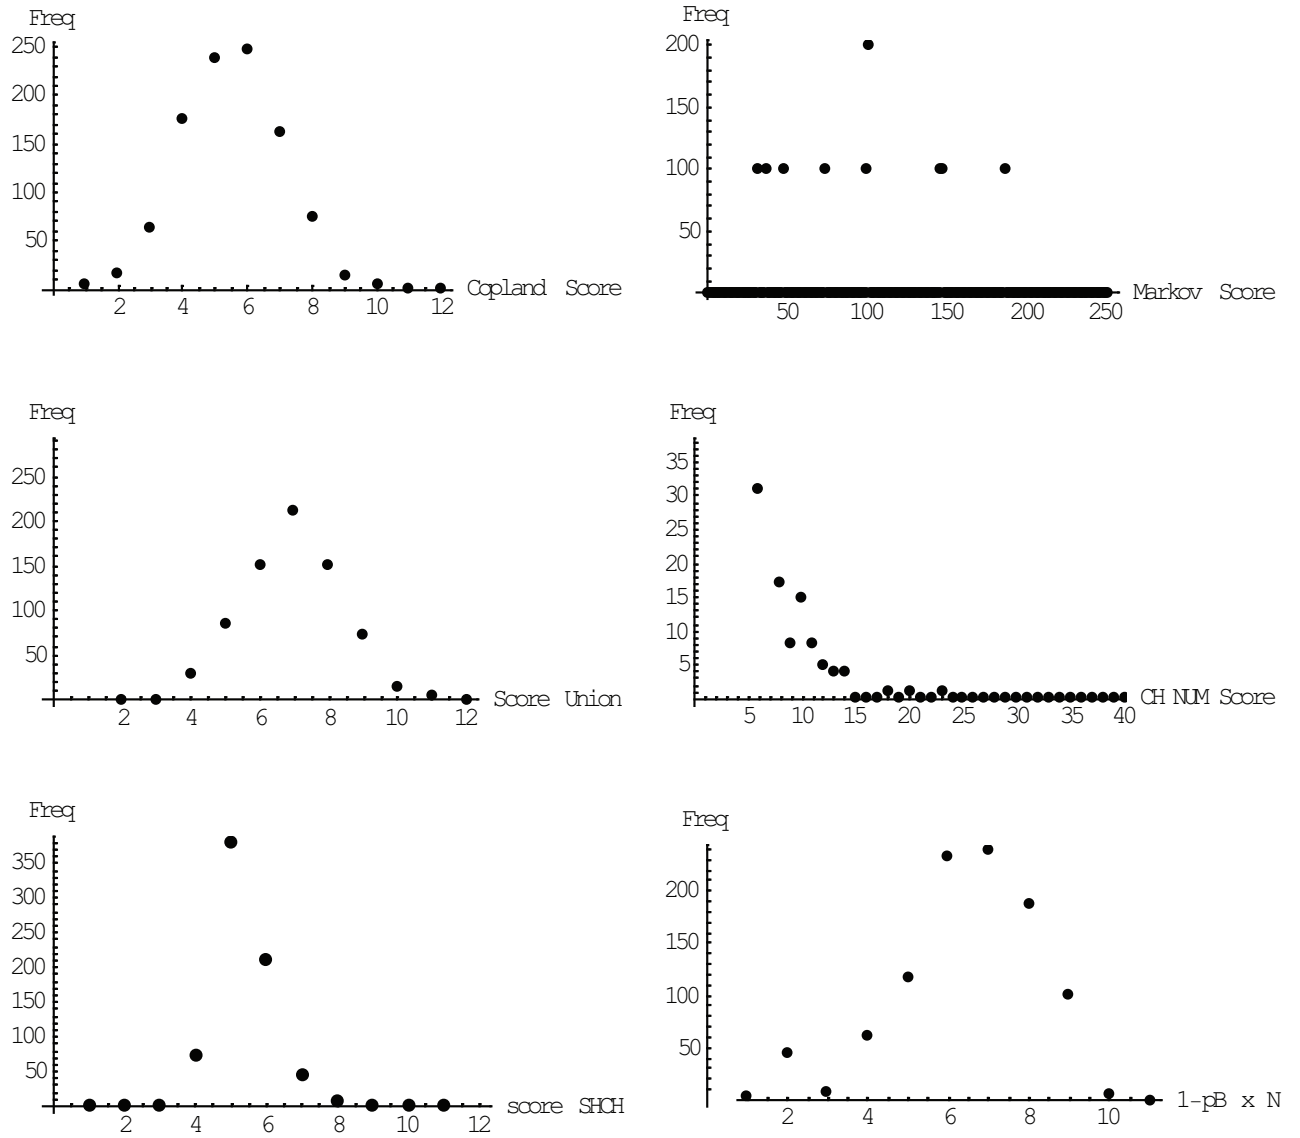 Freq
250
200
150
100
50
2 4 6 8 10 12
Copland Score
Freq
200
150
100
50
50 100 150 200 250
Markov Score
Freq
250
200
150
100
50
2 4 6 8 10 12
Score Union
Freq
35
30
25
20
15
10
5
5 10 15 20 25 30 35 40
CH NUM Score
Freq
350
300
250
200
150
100
50
2 4 6 8 10 12
score SHCH
Freq
200
150
100
50
2 4 6 8 10
1-pB x N